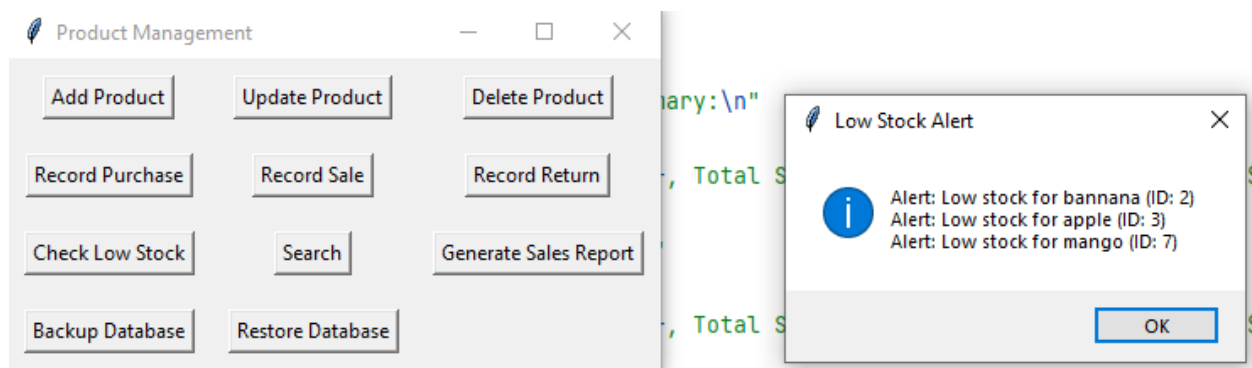 Product Management
Add Product Update Product Delete Product
Record Purchase Record Sale Record Return
Check Low Stock Search Generate Sales Report
Backup Database Restore Database
mary:\n"
, Total S
, Total S
Low Stock Alert
Alert: Low stock for bannana (ID: 2)
Alert: Low stock for apple (ID: 3)
Alert: Low stock for mango (ID: 7)
OK